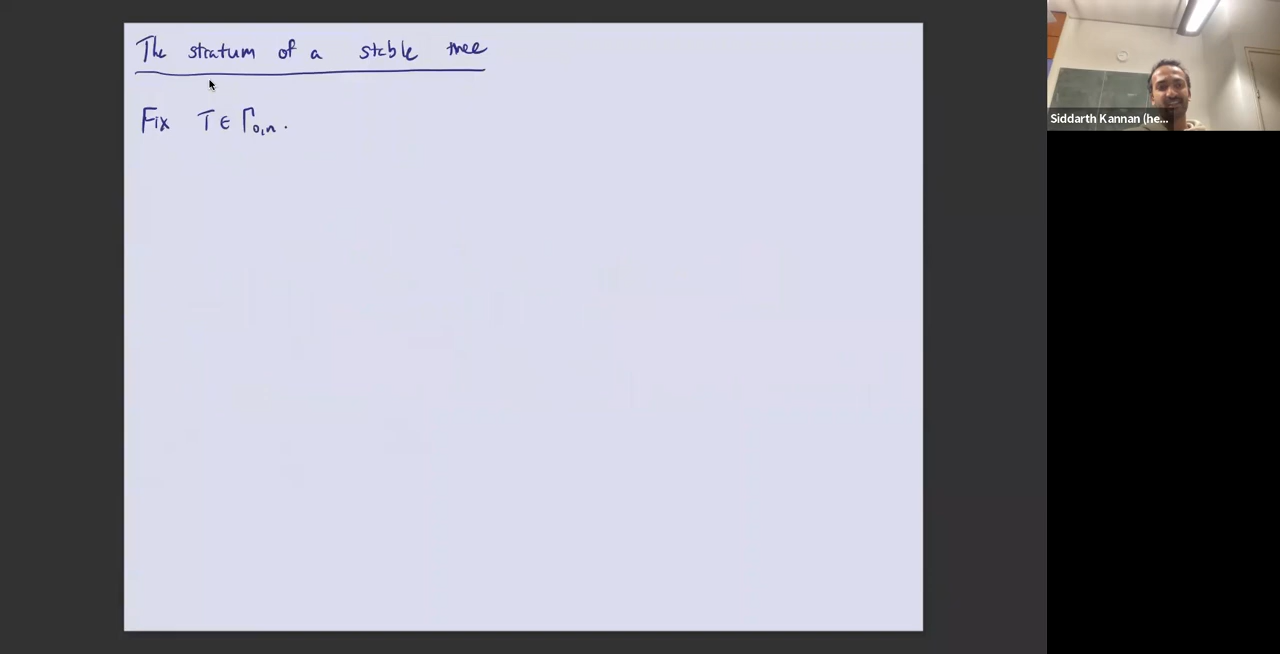 The stratum of a stable tree
Fix T ∈ Γ₀,ₙ.
Siddarth Kannan (he...